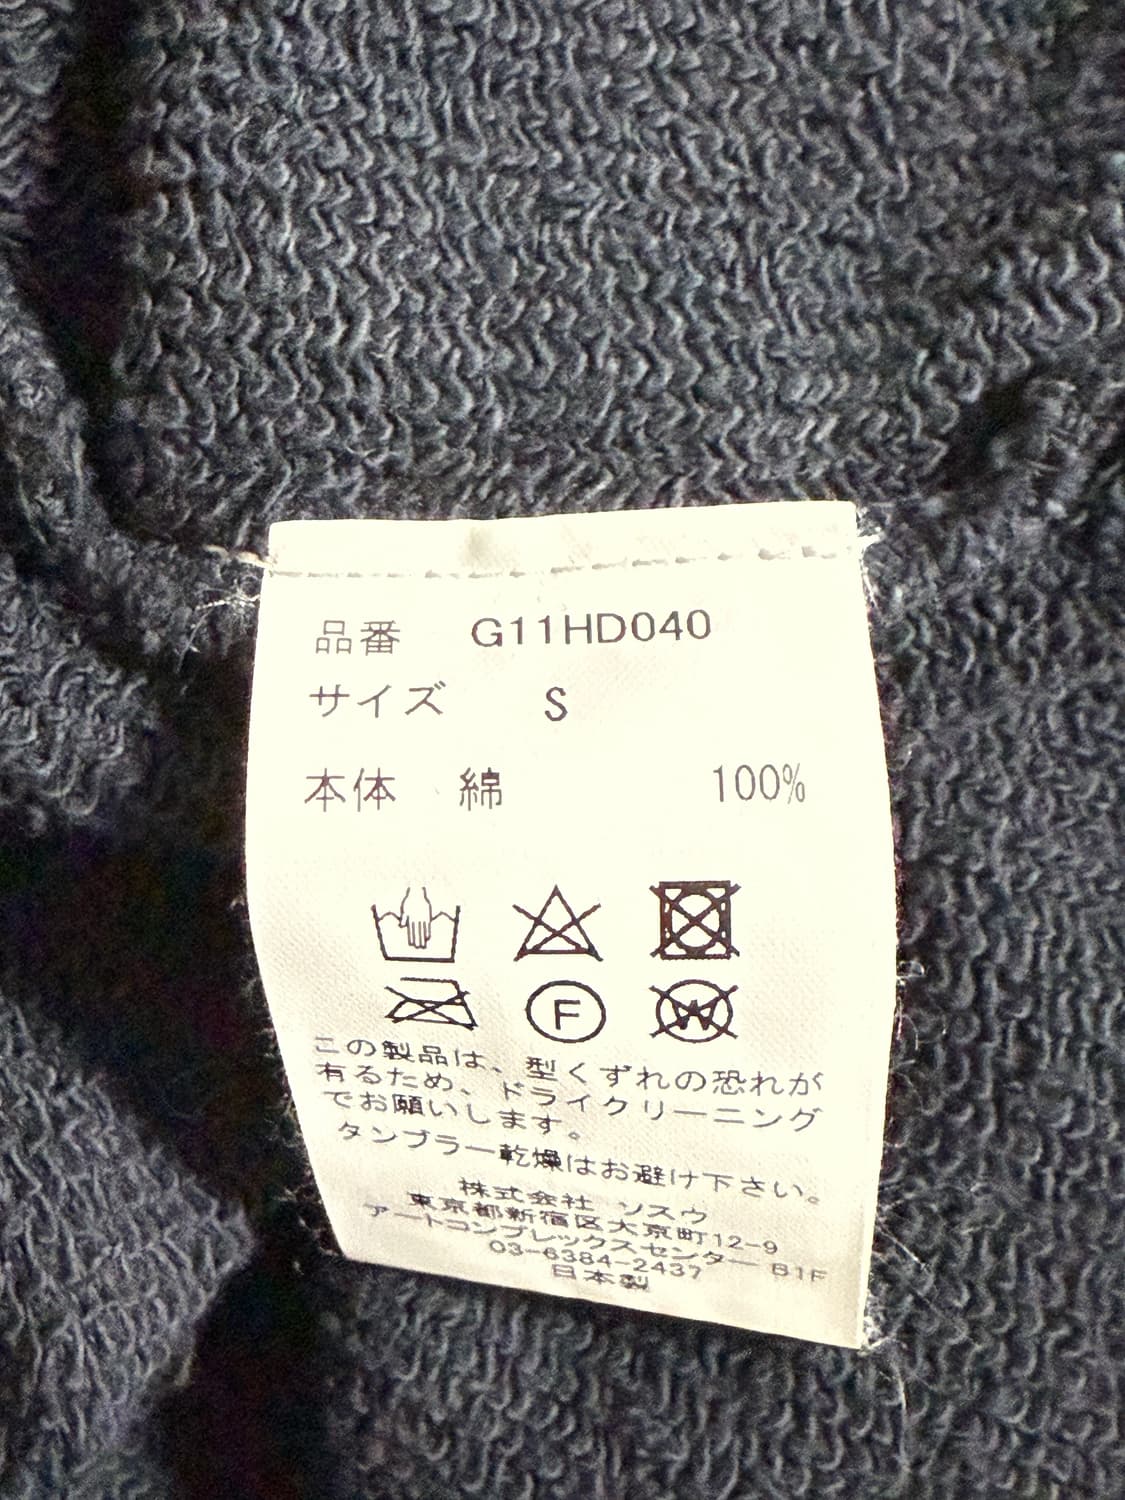 品番 G11HD040
サイズ S
本体 綿 100%
F
W
この製品は、型くずれの恐れが
有るため、ドライクリーニング
でお願いします。
タンブラー乾燥はお避け下さい。
株式会社 ソスウ
東京都新宿区大京町12-9
アートコンプレックスセンター B1F
03-6384-2437
日本製